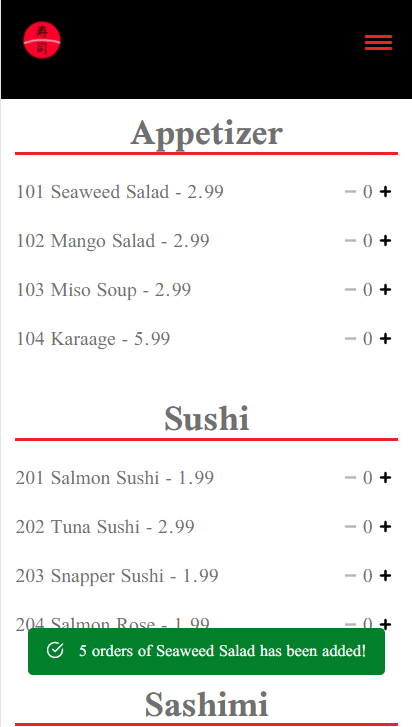 寿
司
Appetizer
101 Seaweed Salad - 2.99 0
102 Mango Salad - 2.99 0
103 Miso Soup - 2.99 0
104 Karaage - 5.99 0
Sushi
201 Salmon Sushi - 1.99 0
202 Tuna Sushi - 2.99 0
203 Snapper Sushi - 1.99 0
204 Salmon Rose - 1.99 0
5 orders of Seaweed Salad has been added!
Sashimi